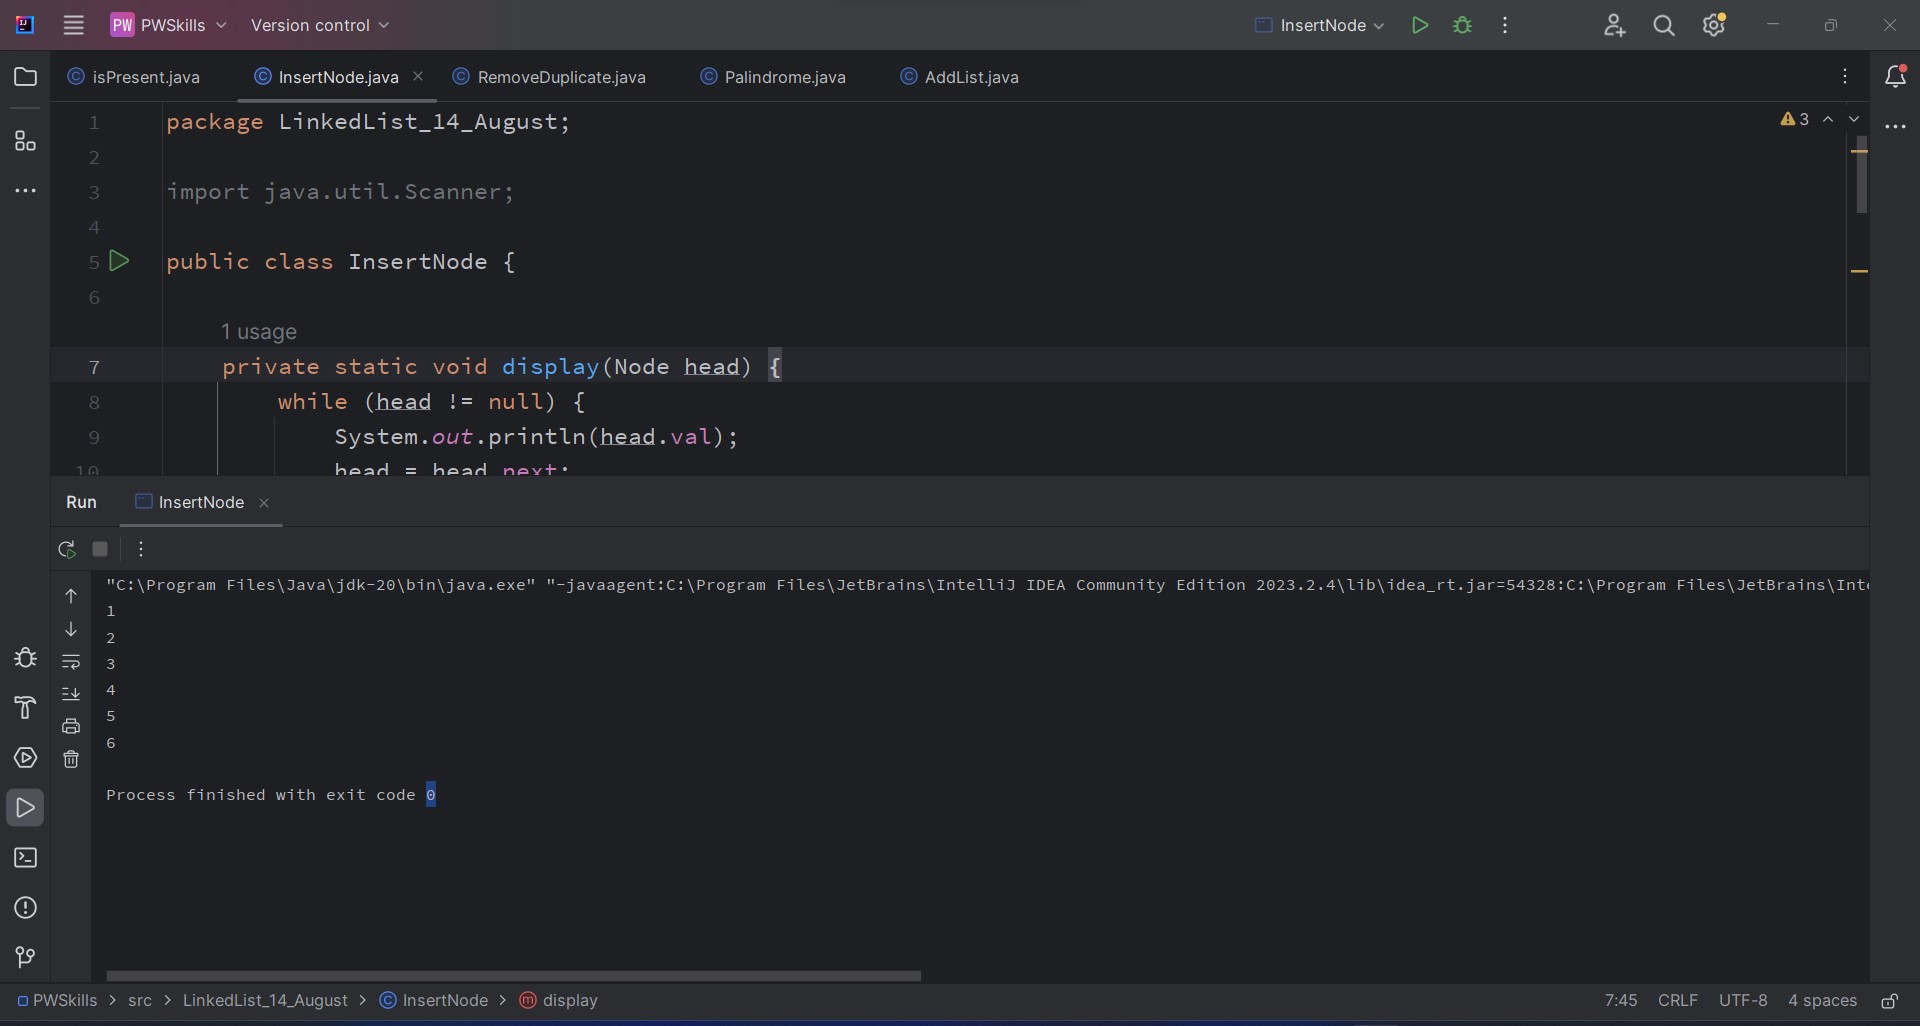 PW PWSkills Version control InsertNode
isPresent.java InsertNode.java RemoveDuplicate.java Palindrome.java AddList.java
1 package LinkedList_14_August;
3
2
3 import java.util.Scanner;
4
5 public class InsertNode {
6
1 usage
7 private static void display(Node head) {
8 while (head != null) {
9 System.out.println(head.val);
10 head = head.next;
Run InsertNode
"C:\Program Files\Java\jdk-20\bin\java.exe" "-javaagent:C:\Program Files\JetBrains\IntelliJ IDEA Community Edition 2023.2.4\lib\idea_rt.jar=54328:C:\Program Files\JetBrains\Inte
1
2
3
4
5
6
Process finished with exit code 0
PWSkills > src > LinkedList_14_August > InsertNode > display 7:45 CRLF UTF-8 4 spaces